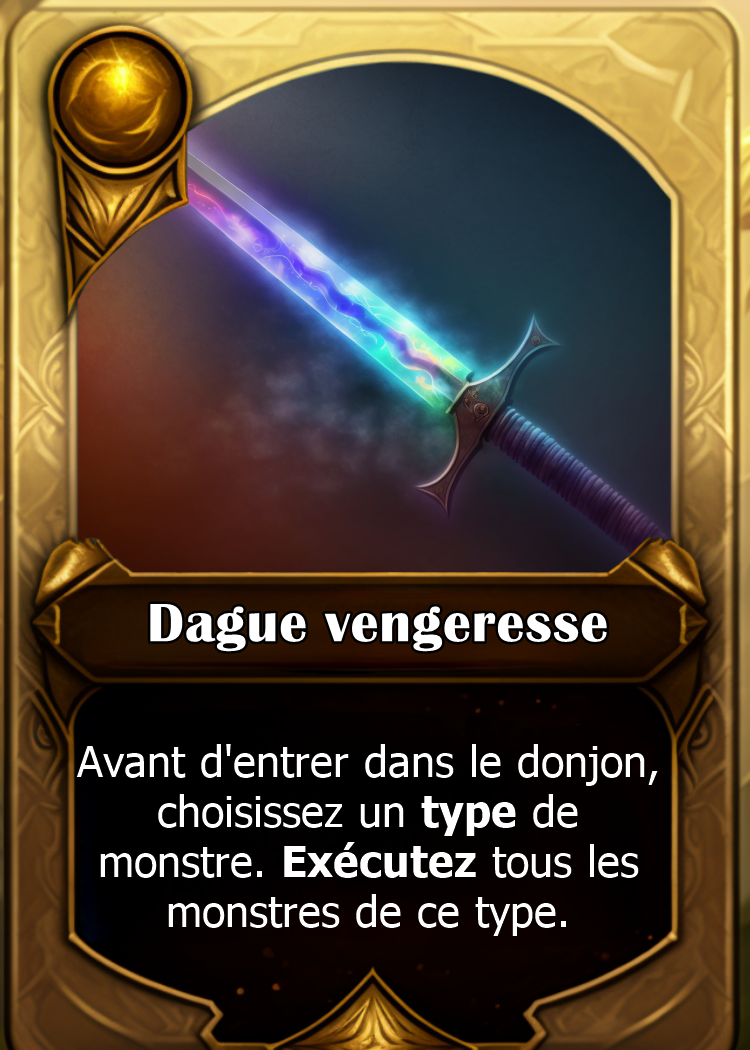 Dague vengeresse
Avant d'entrer dans le donjon,
choisissez un type de
monstre. Exécutez tous les
monstres de ce type.